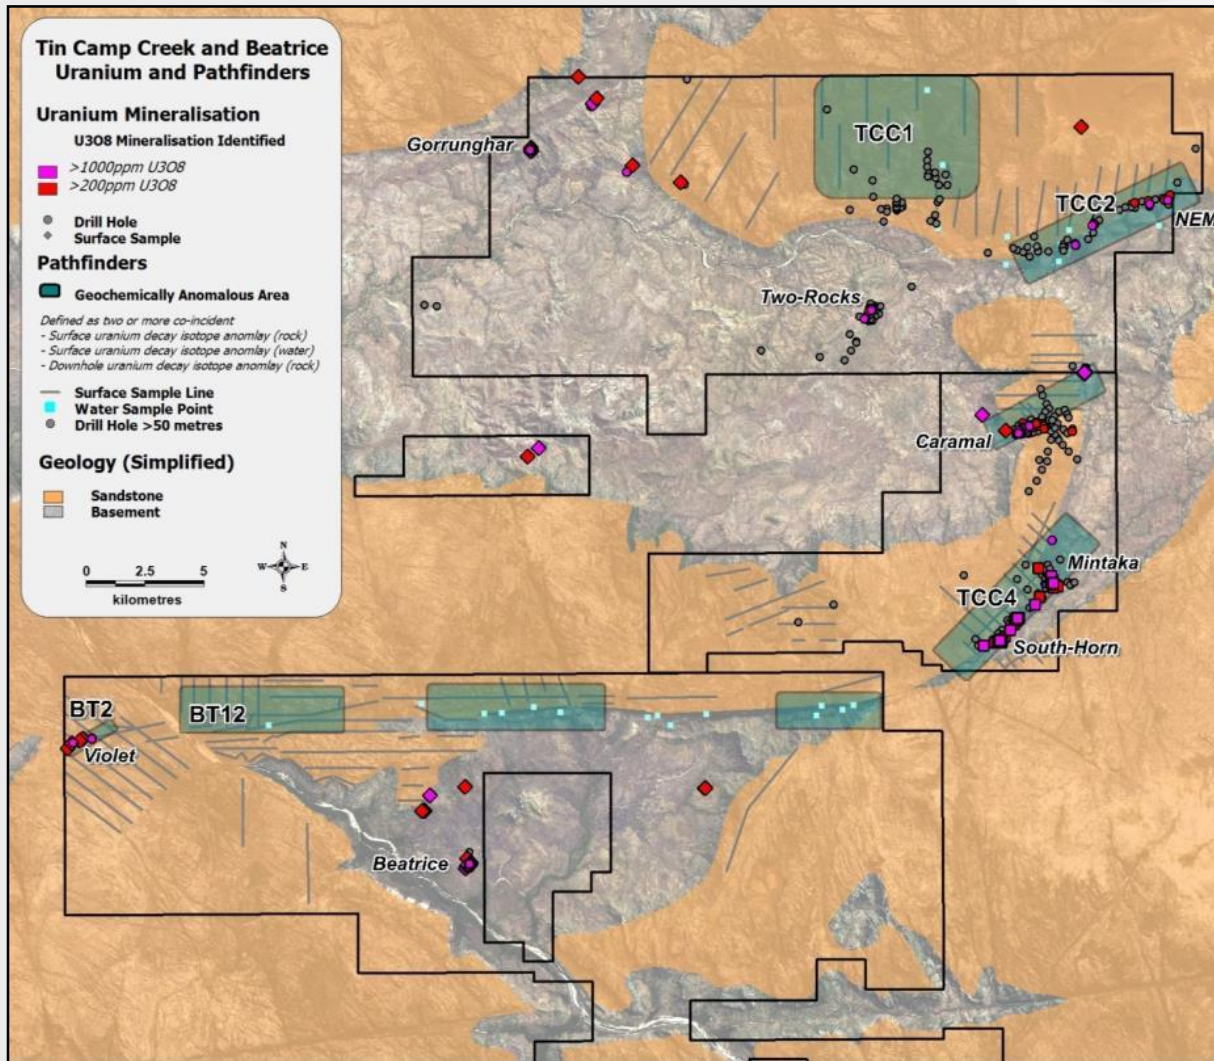 Tin Camp Creek and Beatrice
Uranium and Pathfinders
Uranium Mineralisation
U3O8 Mineralisation Identified
>1000ppm U3O8
>200ppm U3O8
Drill Hole
Surface Sample
Pathfinders
Geochemically Anomalous Area
Defined as two or more co-incident
- Surface uranium decay isotope anomlay (rock)
- Surface uranium decay isotope anomlay (water)
- Downhole uranium decay isotope anomlay (rock)
Surface Sample Line
Water Sample Point
Drill Hole >50 metres
Geology (Simplified)
Sandstone
Basement
N
W E
S
0 2.5 5
kilometres
Gorrunghar
TCC1
TCC2
NEM
Two-Rocks
Caramal
Mintaka
TCC4
South-Horn
BT2
BT12
Violet
Beatrice